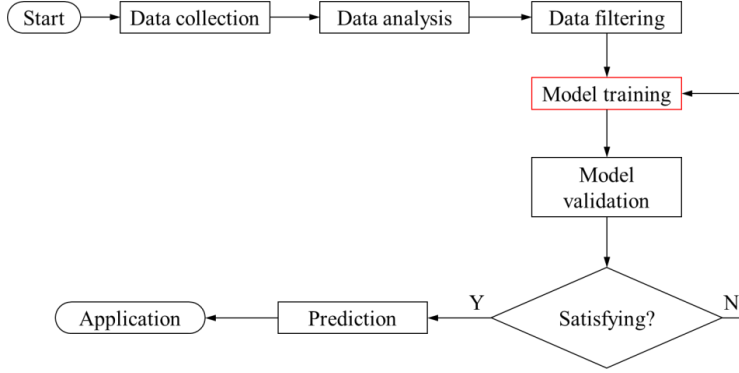 Start
Data collection
Data analysis
Data filtering
Model training
Model
validation
Satisfying?
Y
N
Prediction
Application